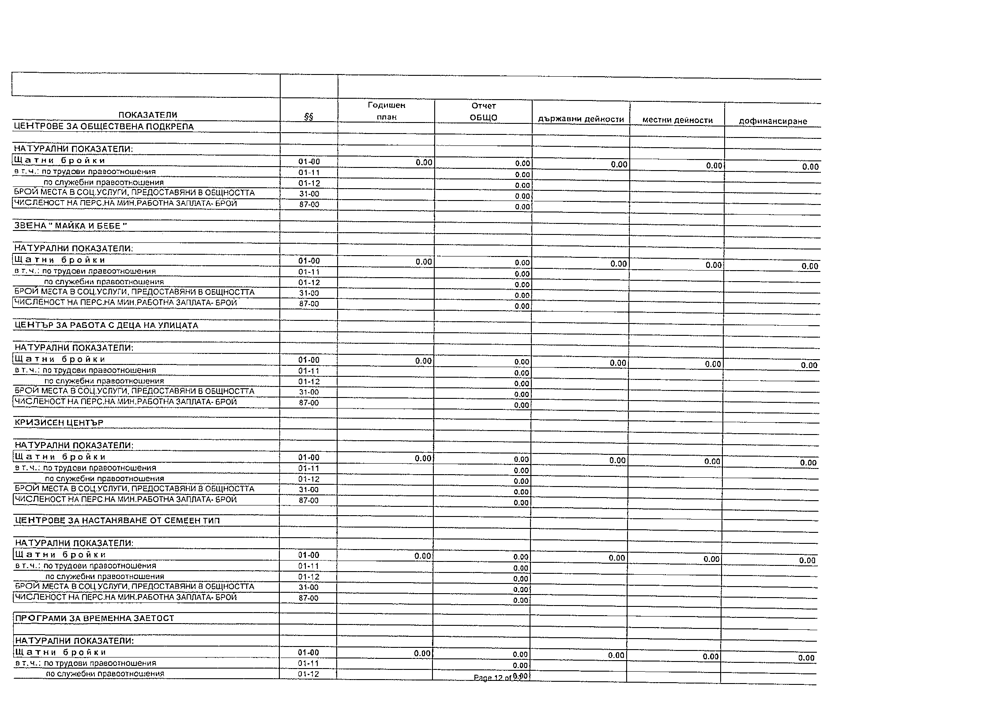 Годишен Отчет
ПОКАЗАТЕЛИ §§ план ОБЩО държавни дейности местни дейности дофинансиране
ЦЕНТРОВЕ ЗА ОБЩЕСТВЕНА ПОДКРЕПА
НАТУРАЛНИ ПОКАЗАТЕЛИ:
Щатни бройки 01-00 0.00 0.00 0.00 0.00 0.00
в т.ч.: по трудови правоотношения 01-11 0.00
по служебни правоотношения 01-12 0.00
БРОЙ МЕСТА В СОЦ.УСЛУГИ, ПРЕДОСТАВЯНИ В ОБЩНОСТТА 31-00 0.00
ЧИСЛЕНОСТ НА ПЕРС.НА МИН.РАБОТНА ЗАПЛАТА- БРОЙ 87-00 0.00
ЗВЕНА " МАЙКА И БЕБЕ "
НАТУРАЛНИ ПОКАЗАТЕЛИ:
Щатни бройки 01-00 0.00 0.00 0.00 0.00 0.00
в т.ч.: по трудови правоотношения 01-11 0.00
по служебни правоотношения 01-12 0.00
БРОЙ МЕСТА В СОЦ.УСЛУГИ, ПРЕДОСТАВЯНИ В ОБЩНОСТТА 31-00 0.00
ЧИСЛЕНОСТ НА ПЕРС.НА МИН.РАБОТНА ЗАПЛАТА- БРОЙ 87-00 0.00
ЦЕНТЪР ЗА РАБОТА С ДЕЦА НА УЛИЦАТА
НАТУРАЛНИ ПОКАЗАТЕЛИ:
Щатни бройки 01-00 0.00 0.00 0.00 0.00 0.00
в т.ч.: по трудови правоотношения 01-11 0.00
по служебни правоотношения 01-12 0.00
БРОЙ МЕСТА В СОЦ.УСЛУГИ, ПРЕДОСТАВЯНИ В ОБЩНОСТТА 31-00 0.00
ЧИСЛЕНОСТ НА ПЕРС.НА МИН.РАБОТНА ЗАПЛАТА- БРОЙ 87-00 0.00
КРИЗИСЕН ЦЕНТЪР
НАТУРАЛНИ ПОКАЗАТЕЛИ:
Щатни бройки 01-00 0.00 0.00 0.00 0.00 0.00
в т.ч.: по трудови правоотношения 01-11 0.00
по служебни правоотношения 01-12 0.00
БРОЙ МЕСТА В СОЦ.УСЛУГИ, ПРЕДОСТАВЯНИ В ОБЩНОСТТА 31-00 0.00
ЧИСЛЕНОСТ НА ПЕРС.НА МИН.РАБОТНА ЗАПЛАТА- БРОЙ 87-00 0.00
ЦЕНТРОВЕ ЗА НАСТАНЯВАНЕ ОТ СЕМЕЕН ТИП
НАТУРАЛНИ ПОКАЗАТЕЛИ:
Щатни бройки 01-00 0.00 0.00 0.00 0.00 0.00
в т.ч.: по трудови правоотношения 01-11 0.00
по служебни правоотношения 01-12 0.00
БРОЙ МЕСТА В СОЦ.УСЛУГИ, ПРЕДОСТАВЯНИ В ОБЩНОСТТА 31-00 0.00
ЧИСЛЕНОСТ НА ПЕРС.НА МИН.РАБОТНА ЗАПЛАТА- БРОЙ 87-00 0.00
ПРОГРАМИ ЗА ВРЕМЕННА ЗАЕТОСТ
НАТУРАЛНИ ПОКАЗАТЕЛИ:
Щатни бройки 01-00 0.00 0.00 0.00 0.00 0.00
в т.ч.: по трудови правоотношения 01-11 0.00
по служебни правоотношения 01-12 0.00
Page 12 of